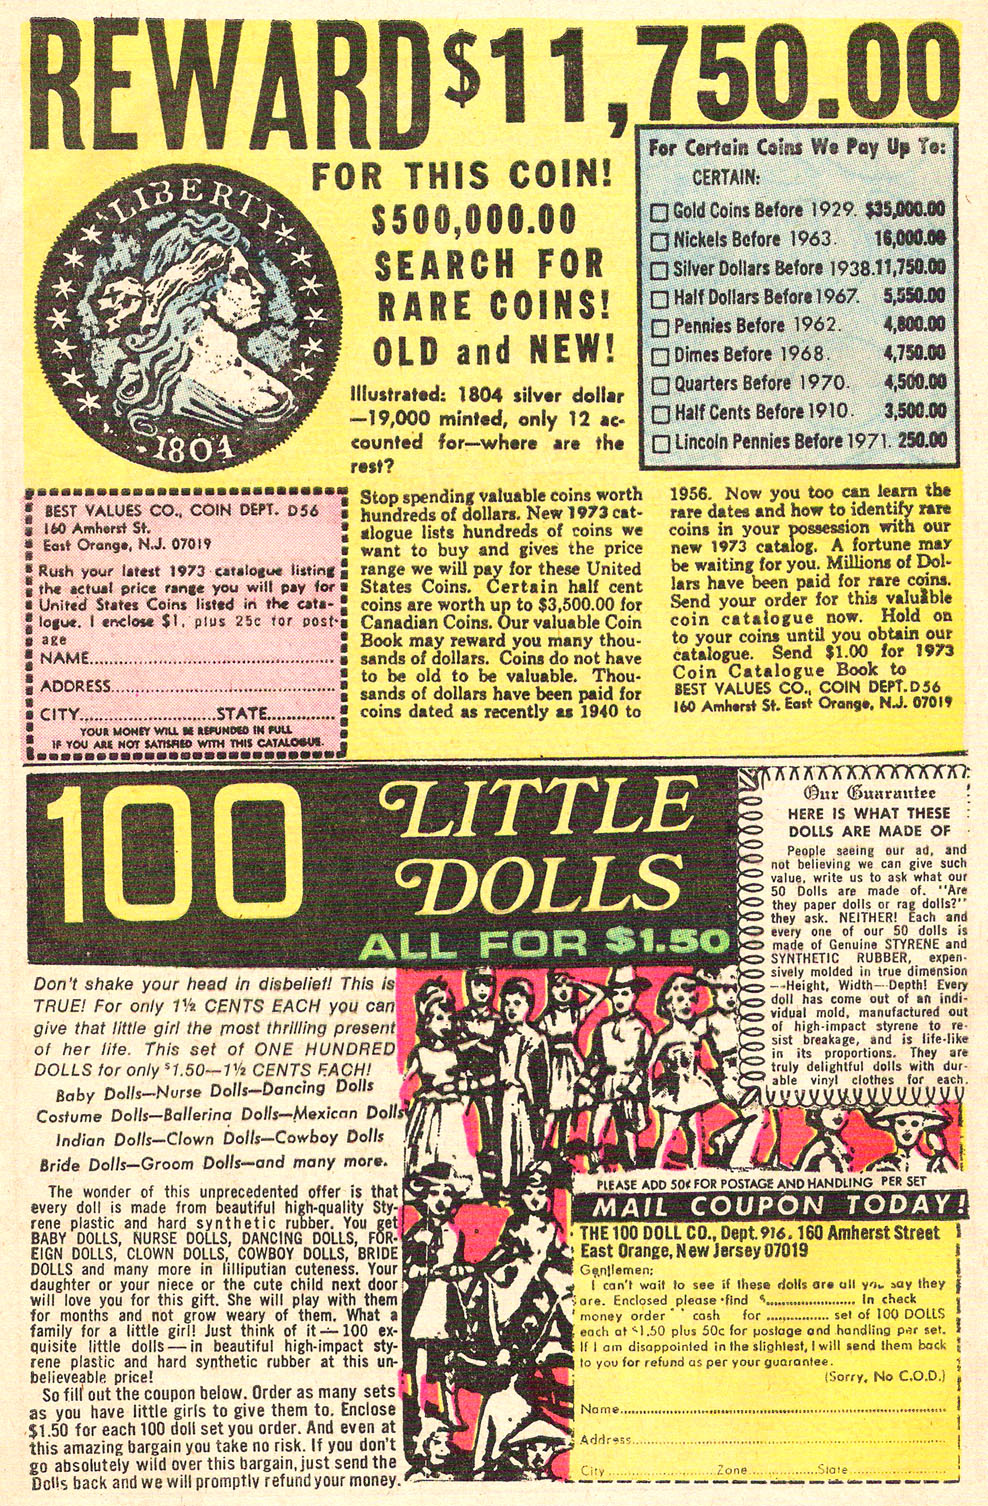 REWARD $11,750.00
FOR THIS COIN!
$500,000.00
SEARCH FOR
RARE COINS!
OLD and NEW!
Illustrated: 1804 silver dollar
—19,000 minted, only 12 ac-
counted for—where are the
rest?
LIBERTY
1804
For Certain Coins We Pay Up To:
CERTAIN:
Gold Coins Before 1929. $35,000.00
Nickels Before 1963. 16,000.00
Silver Dollars Before 1938. 11,750.00
Half Dollars Before 1967. 5,550.00
Pennies Before 1962. 4,800.00
Dimes Before 1968. 4,750.00
Quarters Before 1970. 4,500.00
Half Cents Before 1910. 3,500.00
Lincoln Pennies Before 1971. 250.00
BEST VALUES CO., COIN DEPT. D56
160 Amherst St.
East Orange, N.J. 07019
Rush your latest 1973 catalogue listing
the actual price range you will pay for
United States Coins listed in the cata-
logue. I enclose $1, plus 25c for post-
age
NAME
ADDRESS
CITY STATE
YOUR MONEY WILL BE REFUNDED IN FULL
IF YOU ARE NOT SATISFIED WITH THIS CATALOGUE.
Stop spending valuable coins worth
hundreds of dollars. New 1973 cat-
alogue lists hundreds of coins we
want to buy and gives the price
range we will pay for these United
States Coins. Certain half cent
coins are worth up to $3,500.00 for
Canadian Coins. Our valuable Coin
Book may reward you many thou-
sands of dollars. Coins do not have
to be old to be valuable. Thou-
sands of dollars have been paid for
coins dated as recently as 1940 to
1956. Now you too can learn the
rare dates and how to identify rare
coins in your possession with our
new 1973 catalog. A fortune may
be waiting for you. Millions of Dol-
lars have been paid for rare coins.
Send your order for this valuable
coin catalogue now. Hold on
to your coins until you obtain our
catalogue. Send $1.00 for 1973
Coin Catalogue Book to
BEST VALUES CO., COIN DEPT. D56
160 Amherst St. East Orange, N.J. 07019
100 LITTLE
DOLLS
ALL FOR $1.50
Our Guarantee
HERE IS WHAT THESE
DOLLS ARE MADE OF
People seeing our ad, and
not believing we can give such
value, write us to ask what our
50 Dolls are made of. "Are
they paper dolls or rag dolls?"
they ask. NEITHER! Each and
every one of our 50 dolls is
made of Genuine STYRENE and
SYNTHETIC RUBBER, expen-
sively molded in true dimension
—Height, Width—Depth! Every
doll has come out of an indi-
vidual mold, manufactured out
of high-impact styrene to re-
sist breakage, and is life-like
in its proportions. They are
truly delightful dolls with dur-
able vinyl clothes for each.
Don't shake your head in disbelief! This is
TRUE! For only 1½ CENTS EACH you can
give that little girl the most thrilling present
of her life. This set of ONE HUNDRED
DOLLS for only $1.50—1½ CENTS EACH!
Baby Dolls—Nurse Dolls—Dancing Dolls
Costume Dolls—Ballerina Dolls—Mexican Dolls
Indian Dolls—Clown Dolls—Cowboy Dolls
Bride Dolls—Groom Dolls—and many more.
The wonder of this unprecedented offer is that
every doll is made from beautiful high-quality Sty-
rene plastic and hard synthetic rubber. You get
BABY DOLLS, NURSE DOLLS, DANCING DOLLS, FOR-
EIGN DOLLS, CLOWN DOLLS, COWBOY DOLLS, BRIDE
DOLLS and many more in lilliputian cuteness. Your
daughter or your niece or the cute child next door
will love you for this gift. She will play with them
for months and not grow weary of them. What a
family for a little girl! Just think of it—100 ex-
quisite little dolls—in beautiful high-impact sty-
rene plastic and hard synthetic rubber at this un-
believeable price!
So fill out the coupon below. Order as many sets
as you have little girls to give them to. Enclose
$1.50 for each 100 doll set you order. And even at
this amazing bargain you take no risk. If you don't
go absolutely wild over this bargain, just send the
Dolls back and we will promptly refund your money.
PLEASE ADD 50¢ FOR POSTAGE AND HANDLING PER SET
MAIL COUPON TODAY!
THE 100 DOLL CO., Dept. 916. 160 Amherst Street
East Orange, New Jersey 07019
Gentlemen:
I can't wait to see if these dolls are all you say they
are. Enclosed please find $ In check
money order cash for set of 100 DOLLS
each at $1.50 plus 50c for postage and handling per set.
If I am disappointed in the slightest, I will send them back
to you for refund as per your guarantee.
(Sorry, No C.O.D.)
Name
Address
City Zone State